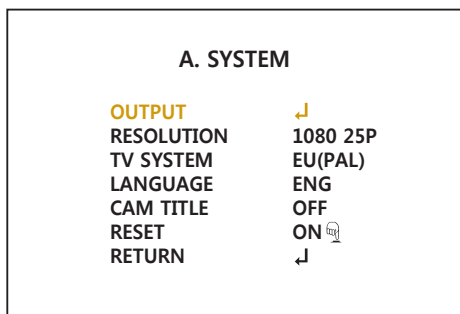 A. SYSTEM
OUTPUT ↲
RESOLUTION 1080 25P
TV SYSTEM EU(PAL)
LANGUAGE ENG
CAM TITLE OFF
RESET ON
RETURN ↲